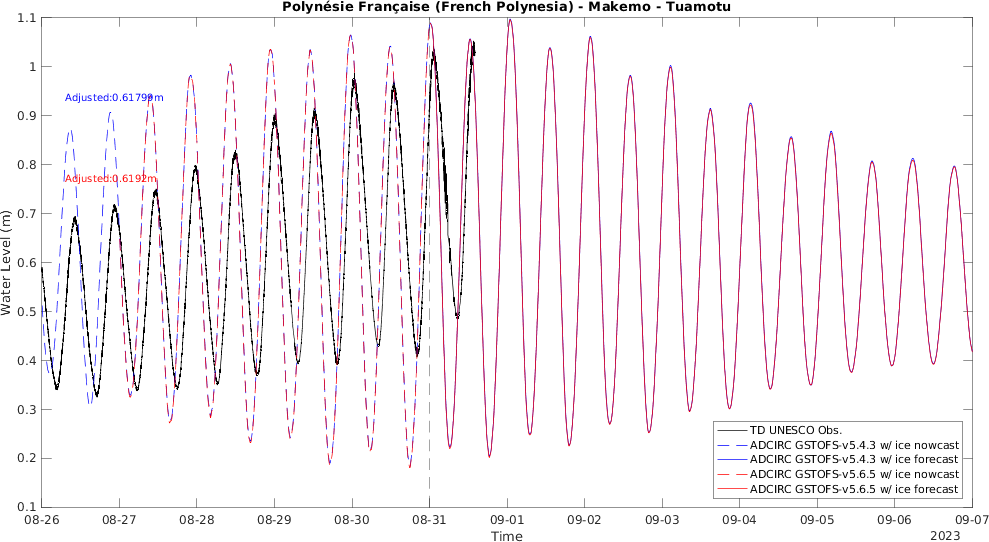 Polynésie Française (French Polynesia) - Makemo - Tuamotu
1.1
1
0.9
0.8
0.7
0.6
0.5
0.4
0.3
0.2
0.1
Water Level (m)
Adjusted:0.61799m
Adjusted:0.6192m
TD UNESCO Obs.
ADCIRC GSTOFS-v5.4.3 w/ ice nowcast
ADCIRC GSTOFS-v5.4.3 w/ ice forecast
ADCIRC GSTOFS-v5.6.5 w/ ice nowcast
ADCIRC GSTOFS-v5.6.5 w/ ice forecast
08-26 08-27 08-28 08-29 08-30 08-31 09-01 09-02 09-03 09-04 09-05 09-06 09-07
Time
2023